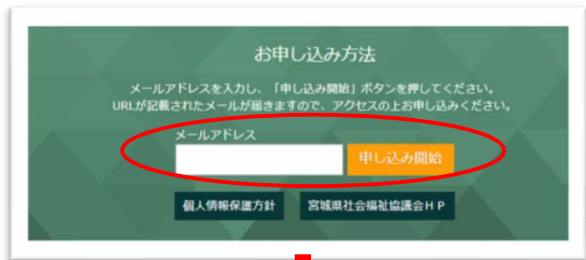 お申し込み方法
メールアドレスを入力し、「申し込み開始」ボタンを押してください。
URLが記載されたメールが届きますので、アクセスの上お申し込みください。
メールアドレス
申し込み開始
個人情報保護方針 宮城県社会福祉協議会HP